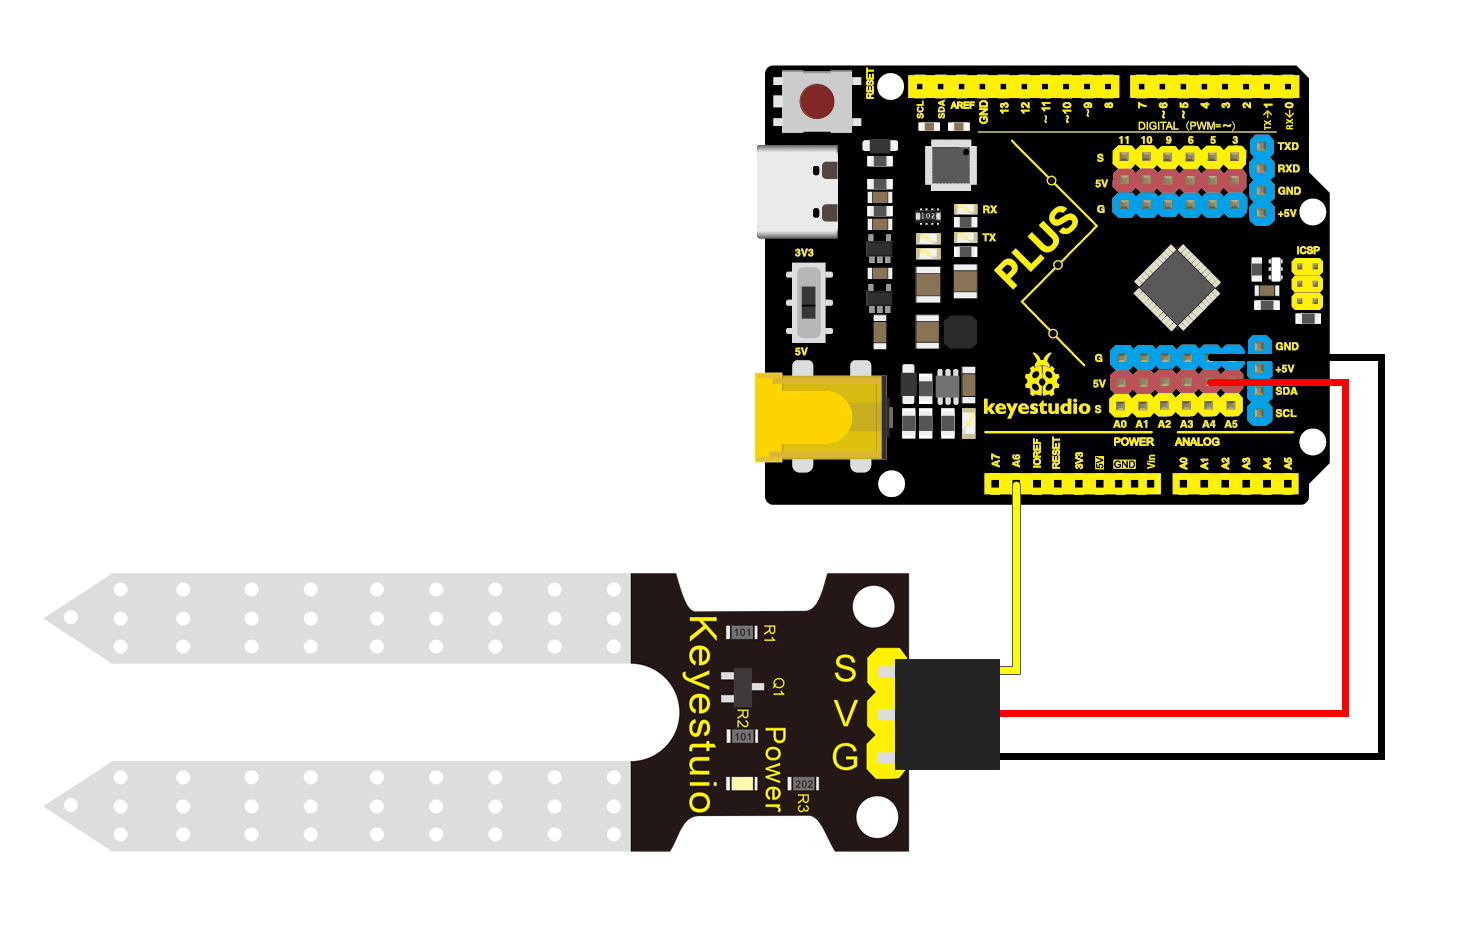 RESET
SCL SDA AREF GND 13 12 ~11 ~10 ~9 8 7 ~6 ~5 4 3 2 TX→1 RX←0
DIGITAL (PWM=~)
11 10 9 6 5 3
S
5V
G
TXD
RXD
GND
+5V
102
RX
TX
PLUS
3V3
5V
ICSP
G
5V
S
GND
+5V
SDA
SCL
keyestudio
A0 A1 A2 A3 A4 A5
POWER ANALOG
A7 A6 IOREF RESET 3V3 5V GND Vin A0 A1 A2 A3 A4 A5
Keyestuio
101 R1
Q1
R2
101
Power
202
R3
S
V
G